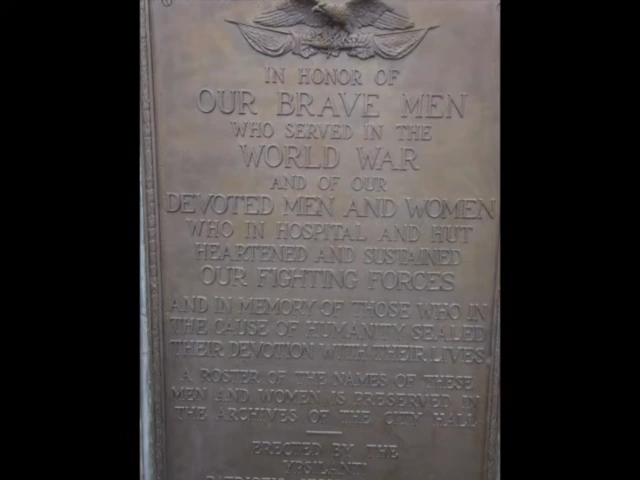 IN HONOR OF
OUR BRAVE MEN
WHO SERVED IN THE
WORLD WAR
AND OF OUR
DEVOTED MEN AND WOMEN
WHO IN HOSPITAL AND HUT
HEARTENED AND SUSTAINED
OUR FIGHTING FORCES
AND IN MEMORY OF THOSE WHO IN
THE CAUSE OF HUMANITY SEALED
THEIR DEVOTION WITH THEIR LIVES
A ROSTER OF THE NAMES OF THESE
MEN AND WOMEN IS PRESERVED IN
THE ARCHIVES OF THE CITY HALL
ERECTED BY THE
YPSILANTI